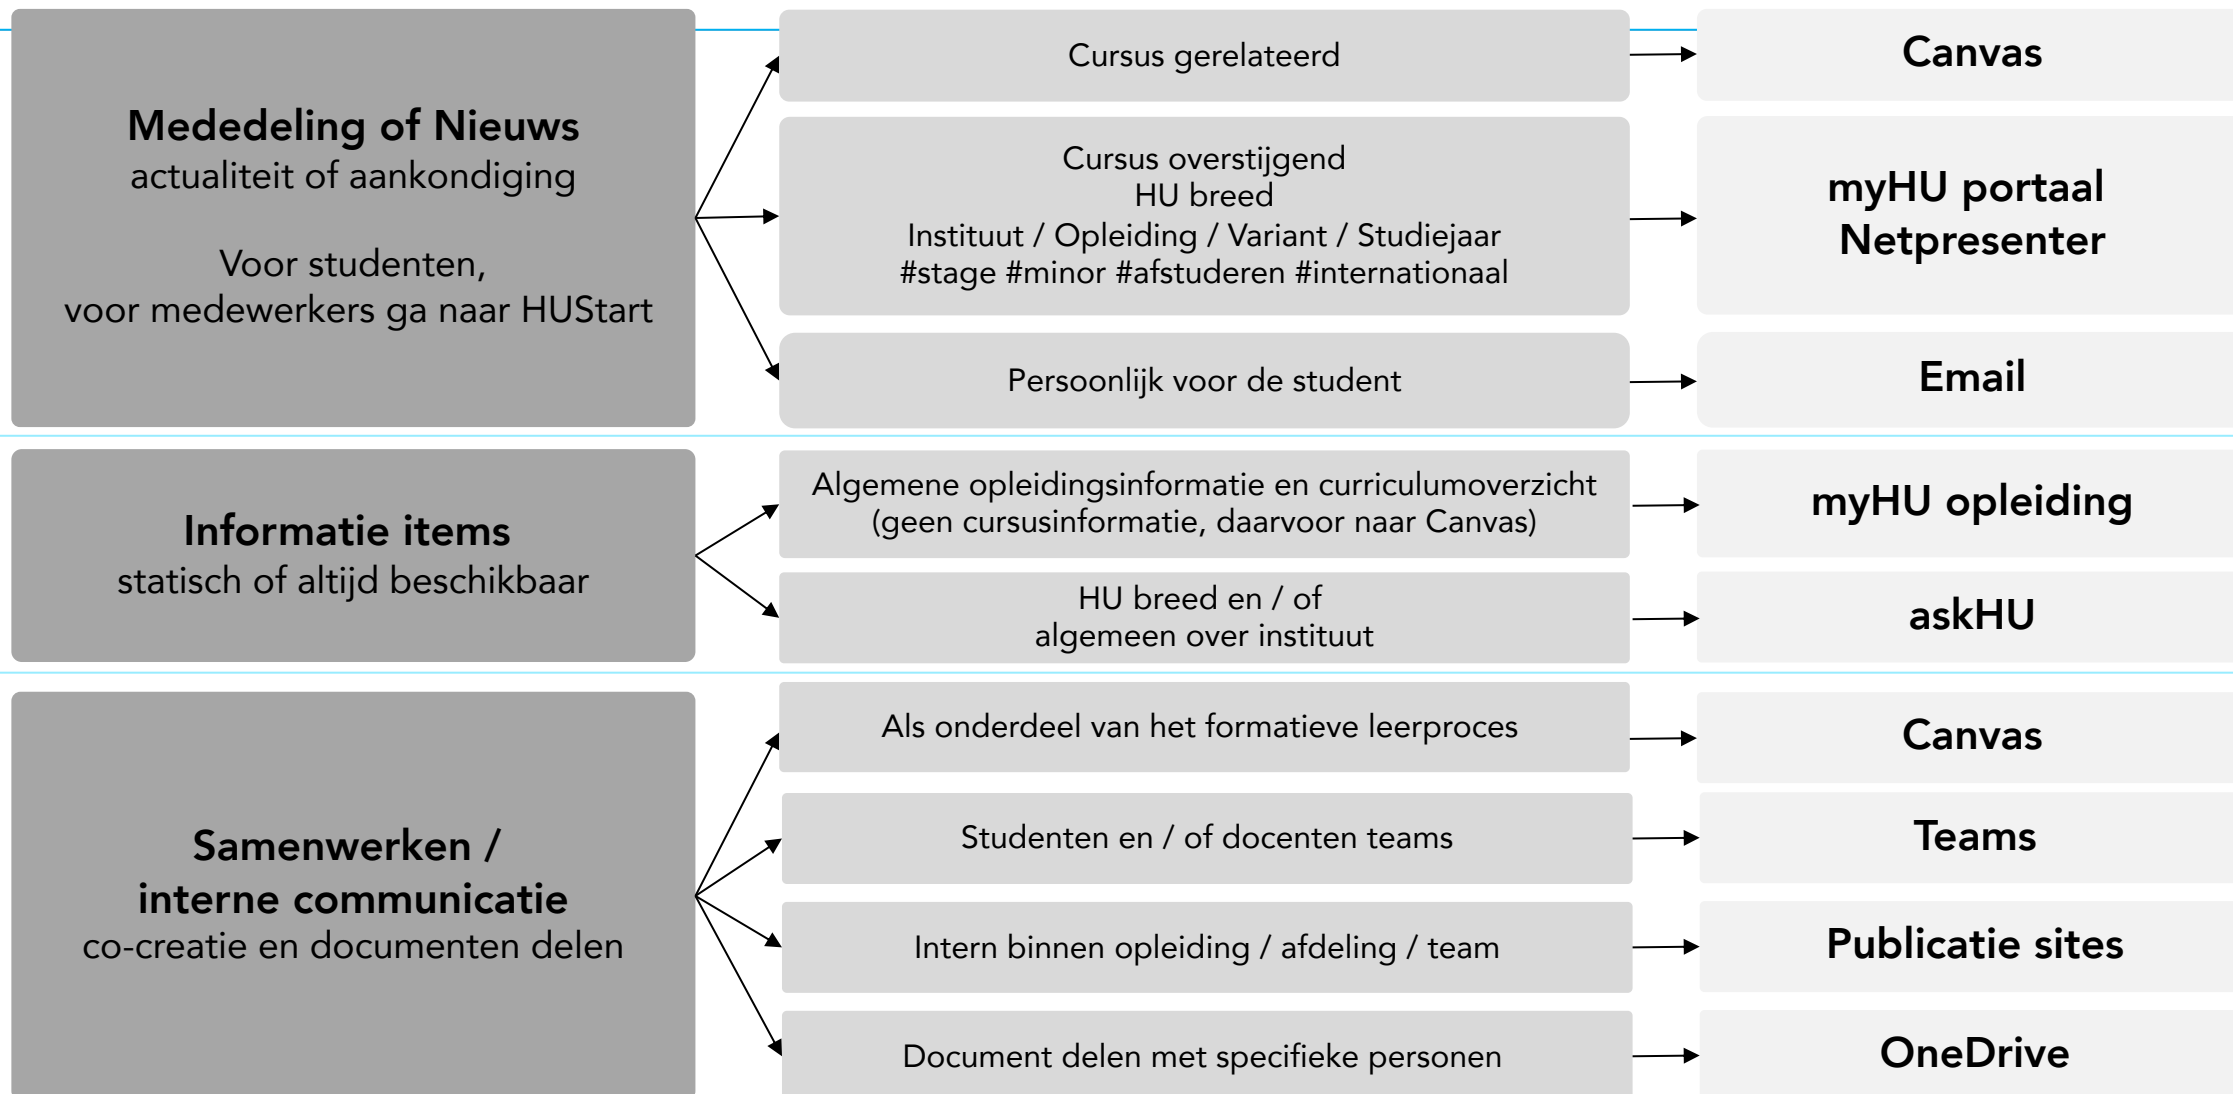 Mededeling of Nieuws
actualiteit of aankondiging
Voor studenten,
voor medewerkers ga naar HUStart
Cursus gerelateerd
Canvas
Cursus overstijgend
HU breed
Instituut / Opleiding / Variant / Studiejaar
#stage #minor #afstuderen #internationaal
myHU portaal
Netpresenter
Persoonlijk voor de student
Email
Informatie items
statisch of altijd beschikbaar
Algemene opleidingsinformatie en curriculumoverzicht
(geen cursusinformatie, daarvoor naar Canvas)
myHU opleiding
HU breed en / of
algemeen over instituut
askHU
Samenwerken /
interne communicatie
co-creatie en documenten delen
Als onderdeel van het formatieve leerproces
Canvas
Studenten en / of docenten teams
Teams
Intern binnen opleiding / afdeling / team
Publicatie sites
Document delen met specifieke personen
OneDrive